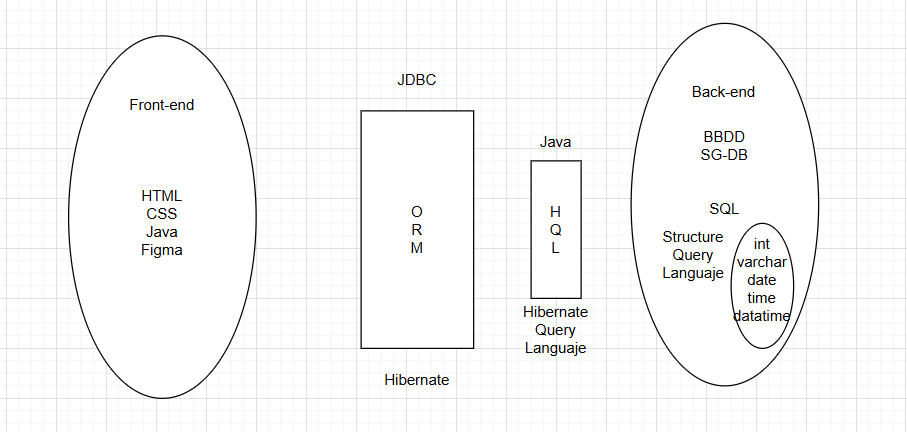 Front-end
HTML
CSS
Java
Figma
JDBC
O
R
M
Hibernate
Java
H
Q
L
Hibernate
Query
Languaje
Back-end
BBDD
SG-DB
SQL
Structure
Query
Languaje
int
varchar
date
time
datatime